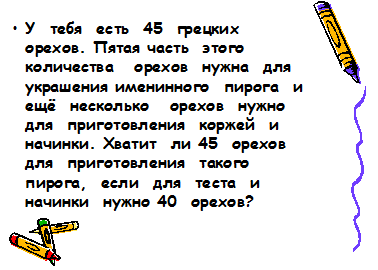 • У тебя есть 45 грецких
орехов. Пятая часть этого
количества орехов нужна для
украшения именинного пирога и
ещё несколько орехов нужно
для приготовления коржей и
начинки. Хватит ли 45 орехов
для приготовления такого
пирога, если для теста и
начинки нужно 40 орехов?